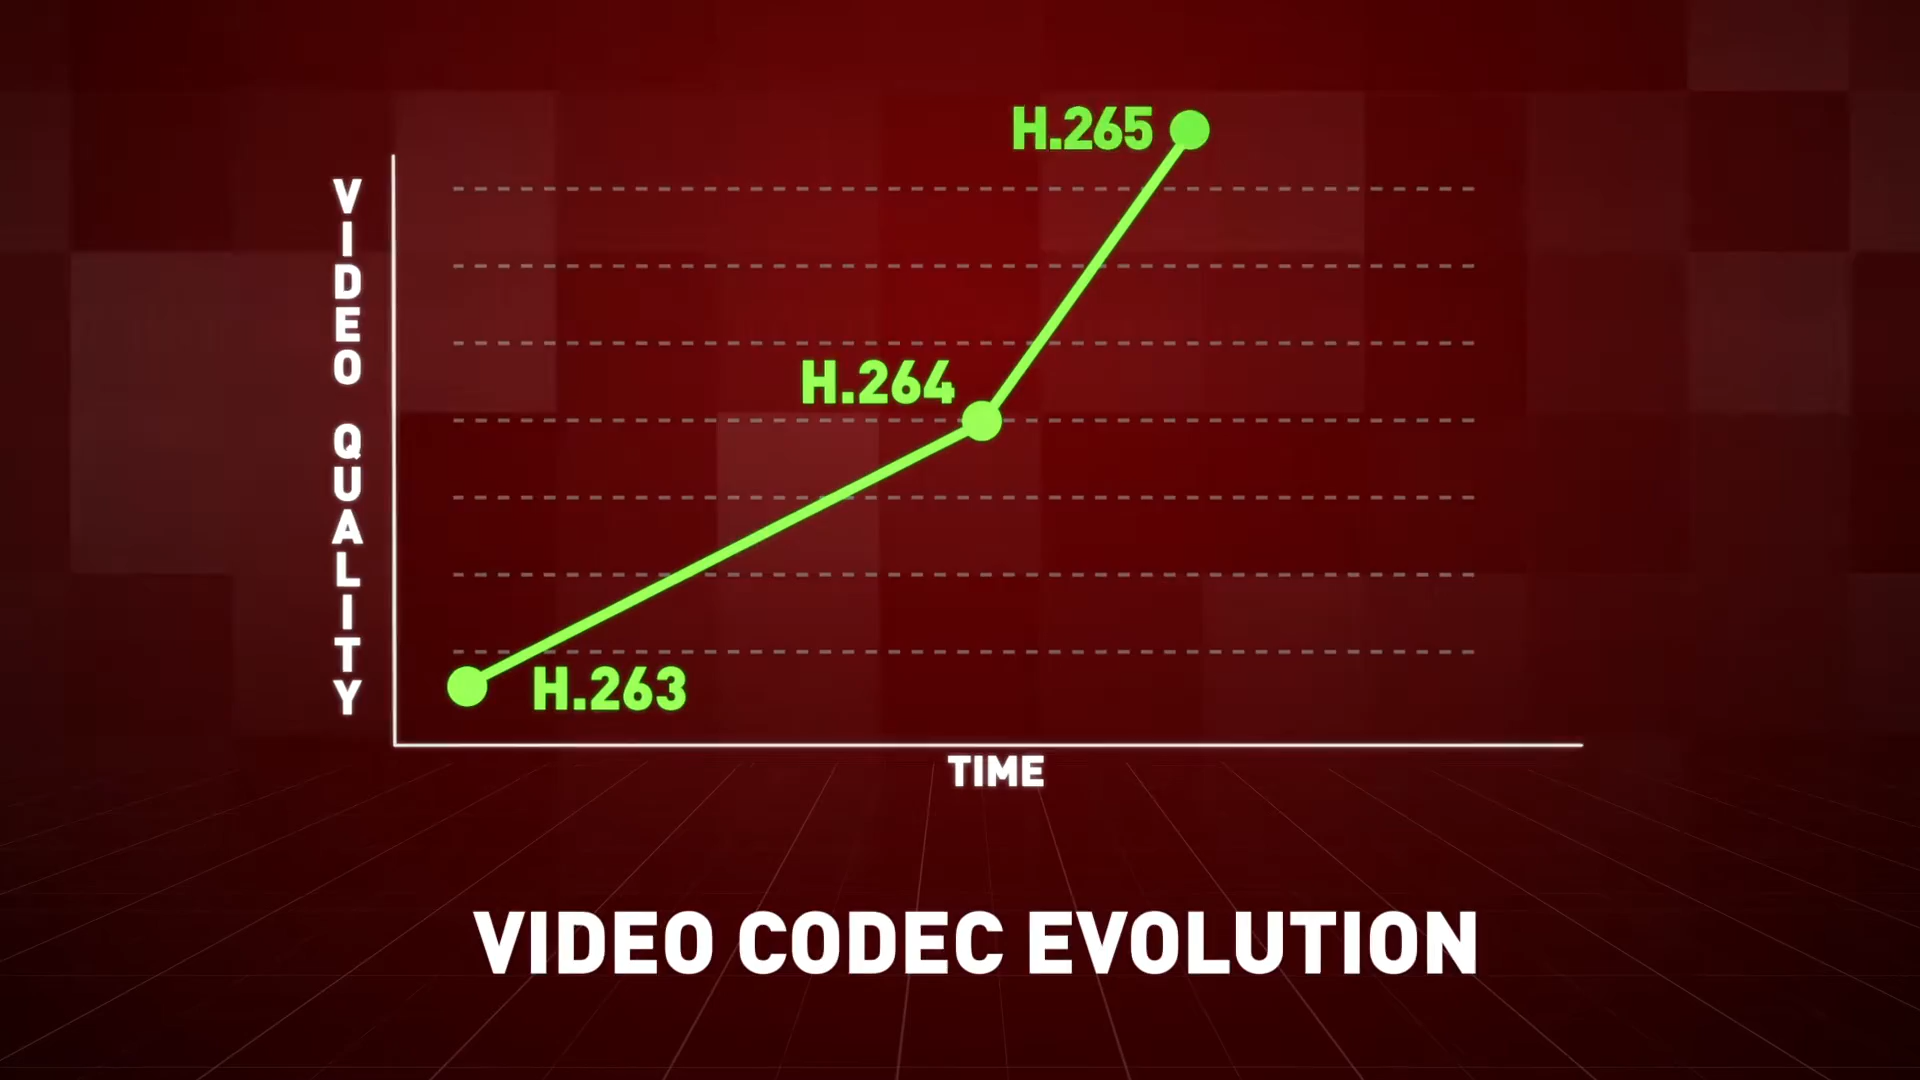 H.265
VIDEO QUALITY
H.264
H.263
TIME
VIDEO CODEC EVOLUTION